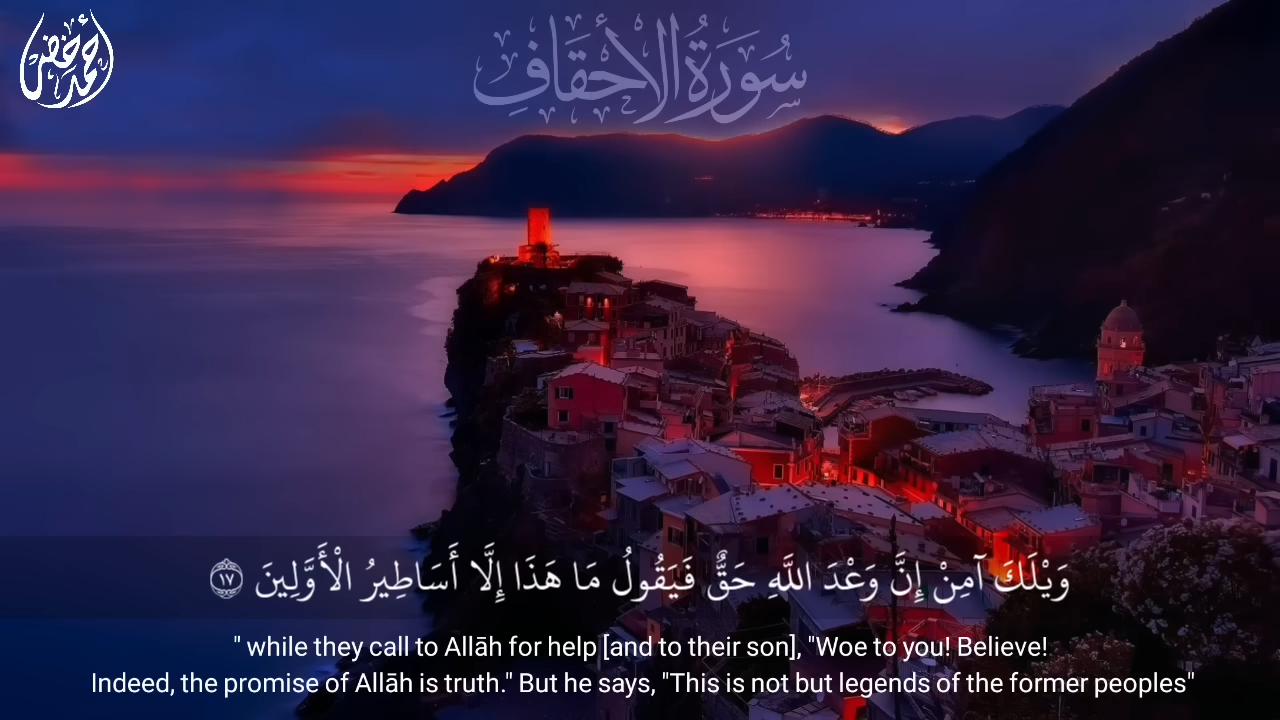 أحمد خضر
سُورَةُ الأَحْقَافِ
وَيْلَكَ آمِنْ إِنَّ وَعْدَ اللَّهِ حَقٌّ فَيَقُولُ مَا هَذَا إِلَّا أَسَاطِيرُ الْأَوَّلِينَ ١٧
" while they call to Allāh for help [and to their son], "Woe to you! Believe!
Indeed, the promise of Allāh is truth." But he says, "This is not but legends of the former peoples"